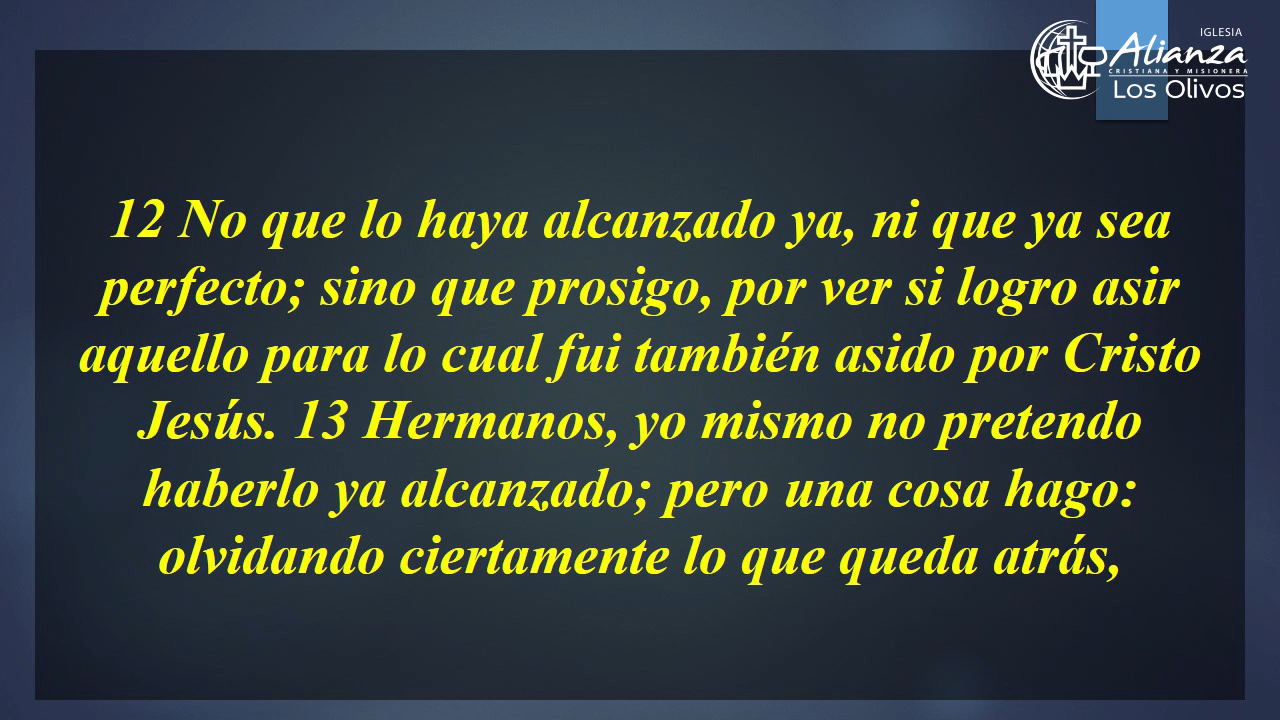 IGLESIA
Alianza
CRISTIANA Y MISIONERA
Los Olivos
12 No que lo haya alcanzado ya, ni que ya sea
perfecto; sino que prosigo, por ver si logro asir
aquello para lo cual fui también asido por Cristo
Jesús. 13 Hermanos, yo mismo no pretendo
haberlo ya alcanzado; pero una cosa hago:
olvidando ciertamente lo que queda atrás,